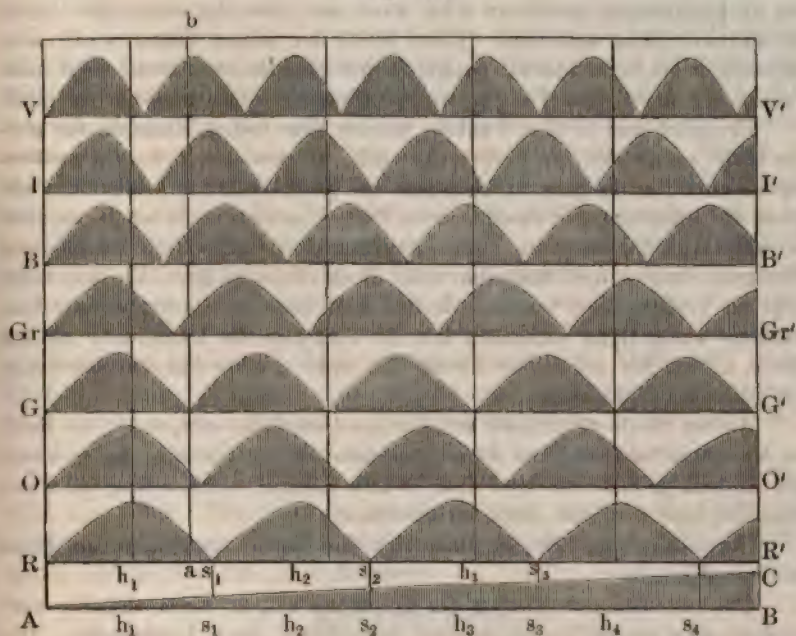 b
V V′
I I′
B B′
Gr Gr′
G G′
O O′
R R′
h₁ a s₁ h₂ s₂ h₃ s₃ C
A h₁ s₁ h₂ s₂ h₃ s₃ h₄ s₄ B